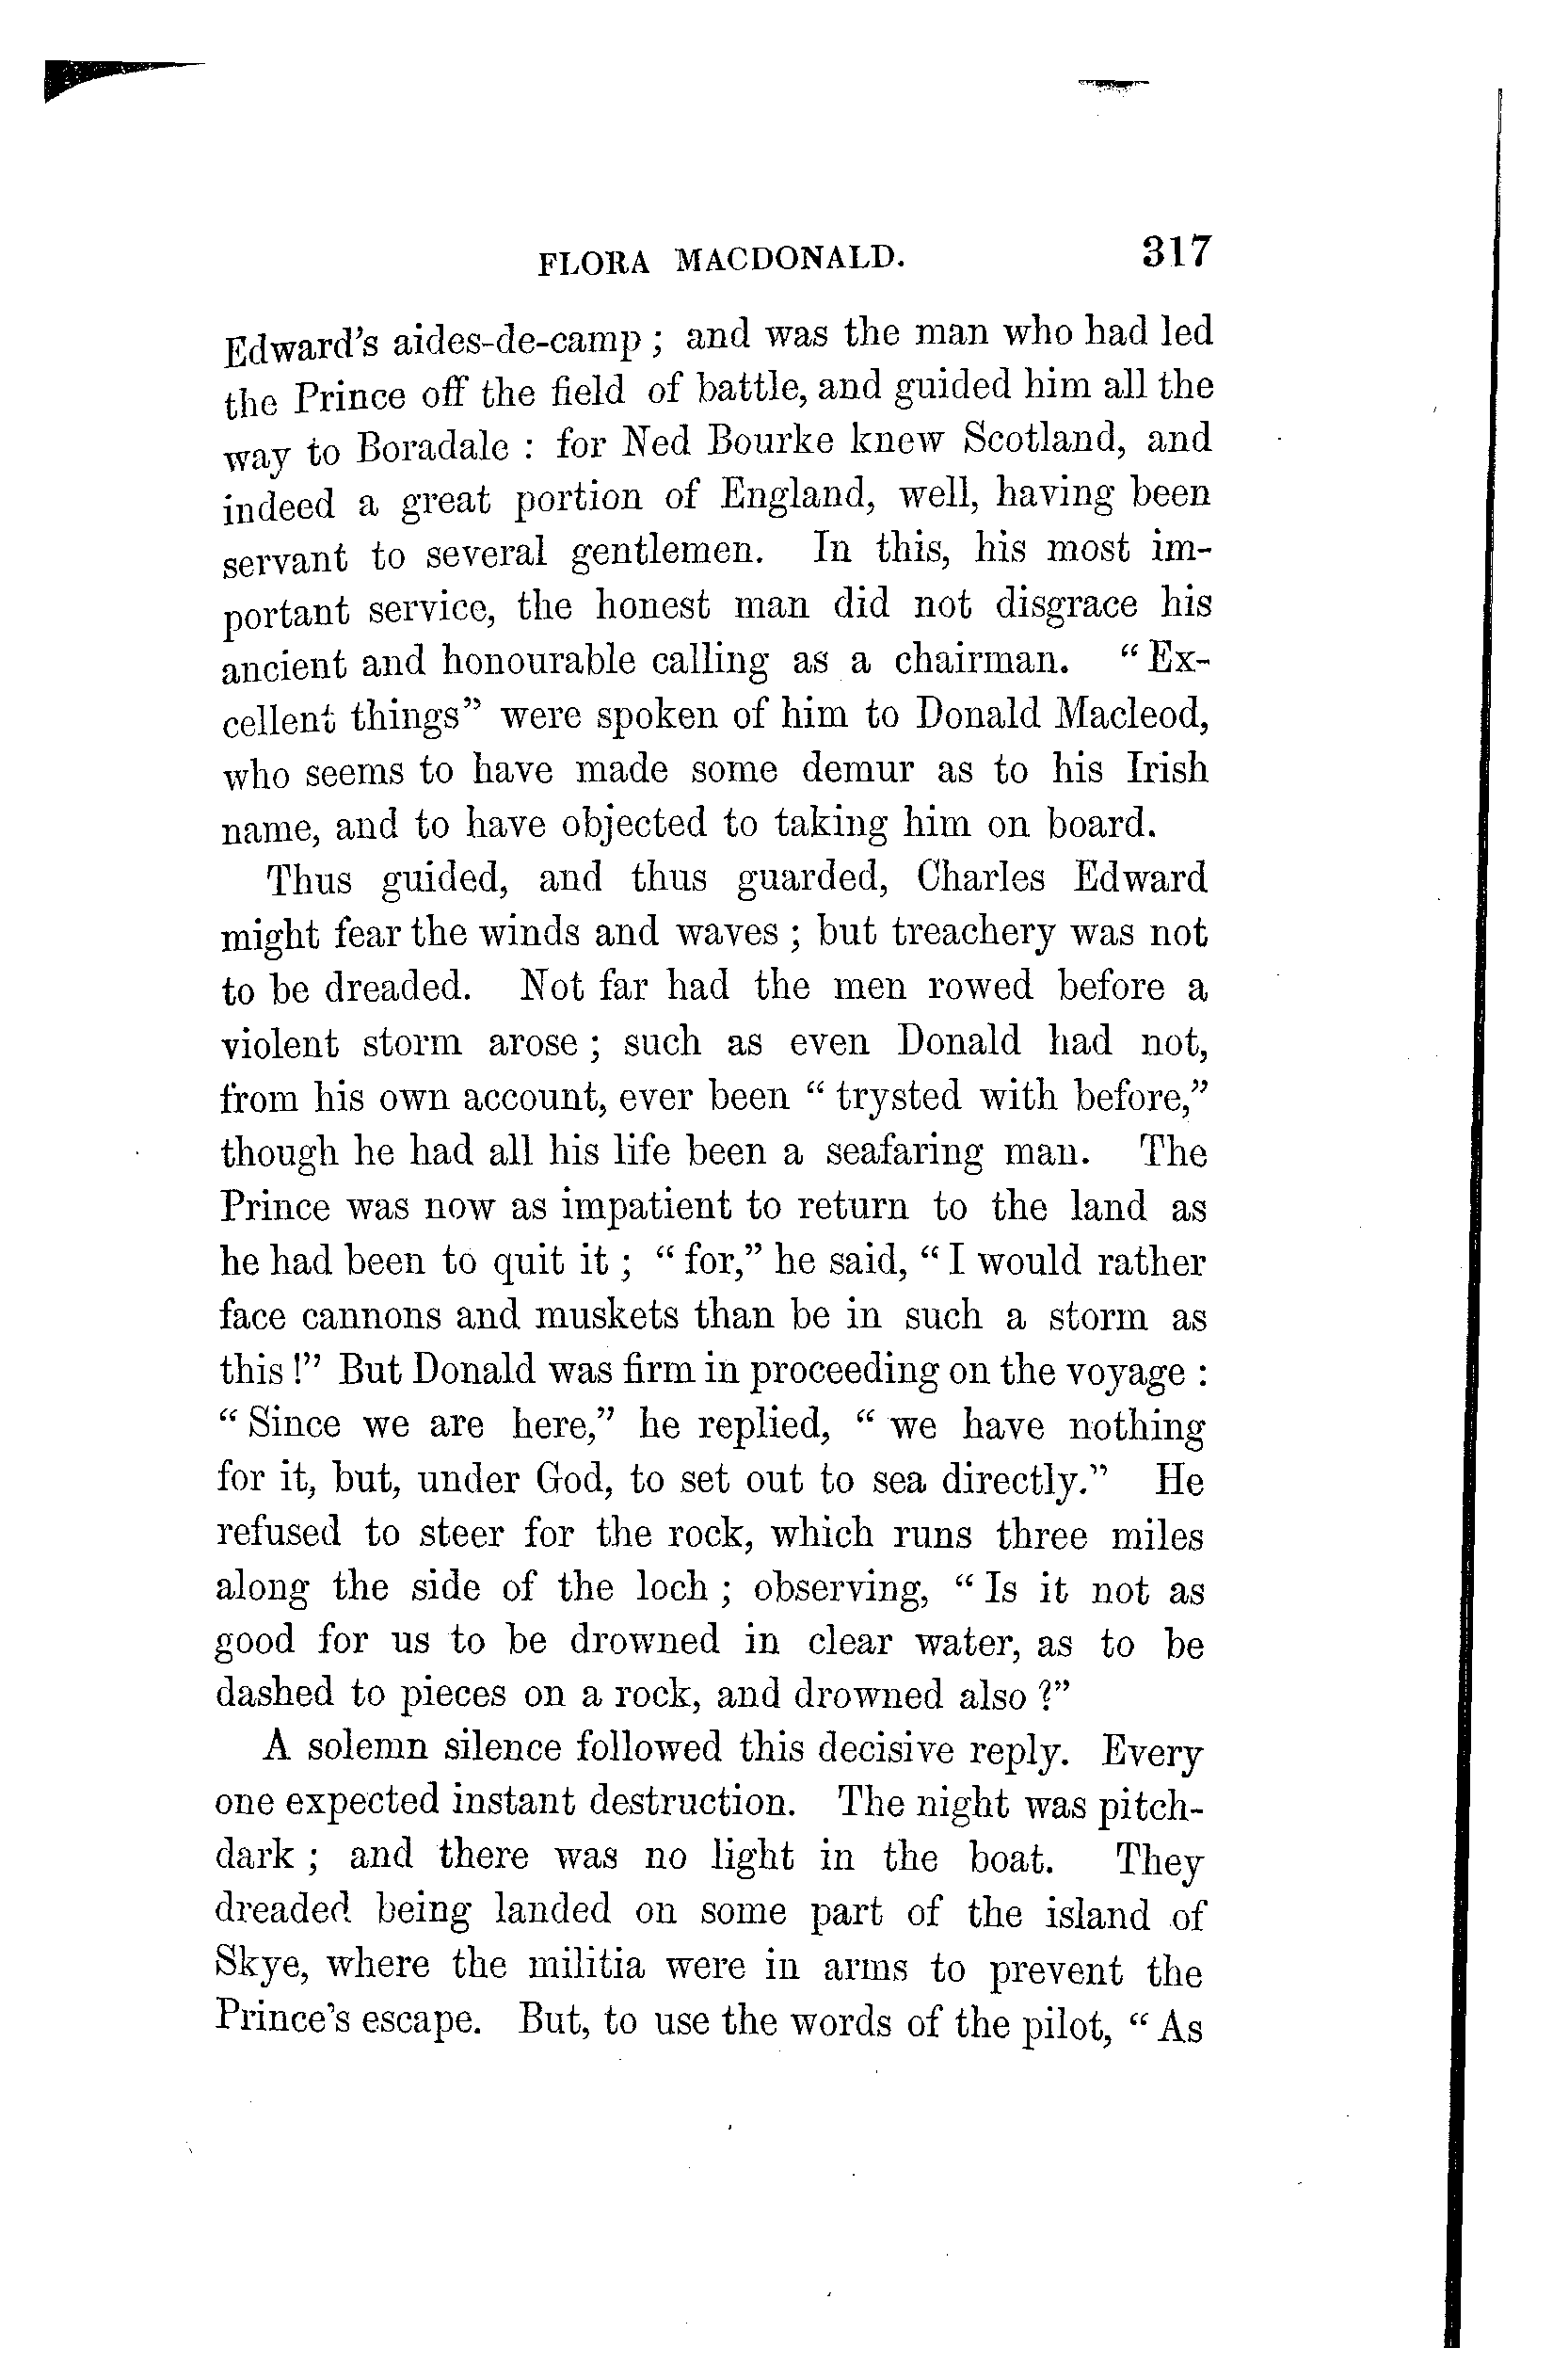 FLORA MACDONALD. 317
Edward's aides-de-camp ; and was the man who had led
the Prince off the field of battle, and guided him all the
way to Boradale : for Ned Bourke knew Scotland, and
indeed a great portion of England, well, having been
servant to several gentlemen. In this, his most im-
portant service, the honest man did not disgrace his
ancient and honourable calling as a chairman. " Ex-
cellent things" were spoken of him to Donald Macleod,
who seems to have made some demur as to his Irish
name, and to have objected to taking him on board.
Thus guided, and thus guarded, Charles Edward
might fear the winds and waves ; but treachery was not
to be dreaded. Not far had the men rowed before a
violent storm arose ; such as even Donald had not,
from his own account, ever been " trysted with before,"
though he had all his life been a seafaring man. The
Prince was now as impatient to return to the land as
he had been to quit it ; " for," he said, " I would rather
face cannons and muskets than be in such a storm as
this !" But Donald was firm in proceeding on the voyage :
" Since we are here," he replied, " we have nothing
for it, but, under God, to set out to sea directly." He
refused to steer for the rock, which runs three miles
along the side of the loch ; observing, " Is it not as
good for us to be drowned in clear water, as to be
dashed to pieces on a rock, and drowned also ?"
A solemn silence followed this decisive reply. Every
one expected instant destruction. The night was pitch-
dark ; and there was no light in the boat. They
dreaded being landed on some part of the island of
Skye, where the militia were in arms to prevent the
Prince's escape. But, to use the words of the pilot, " As